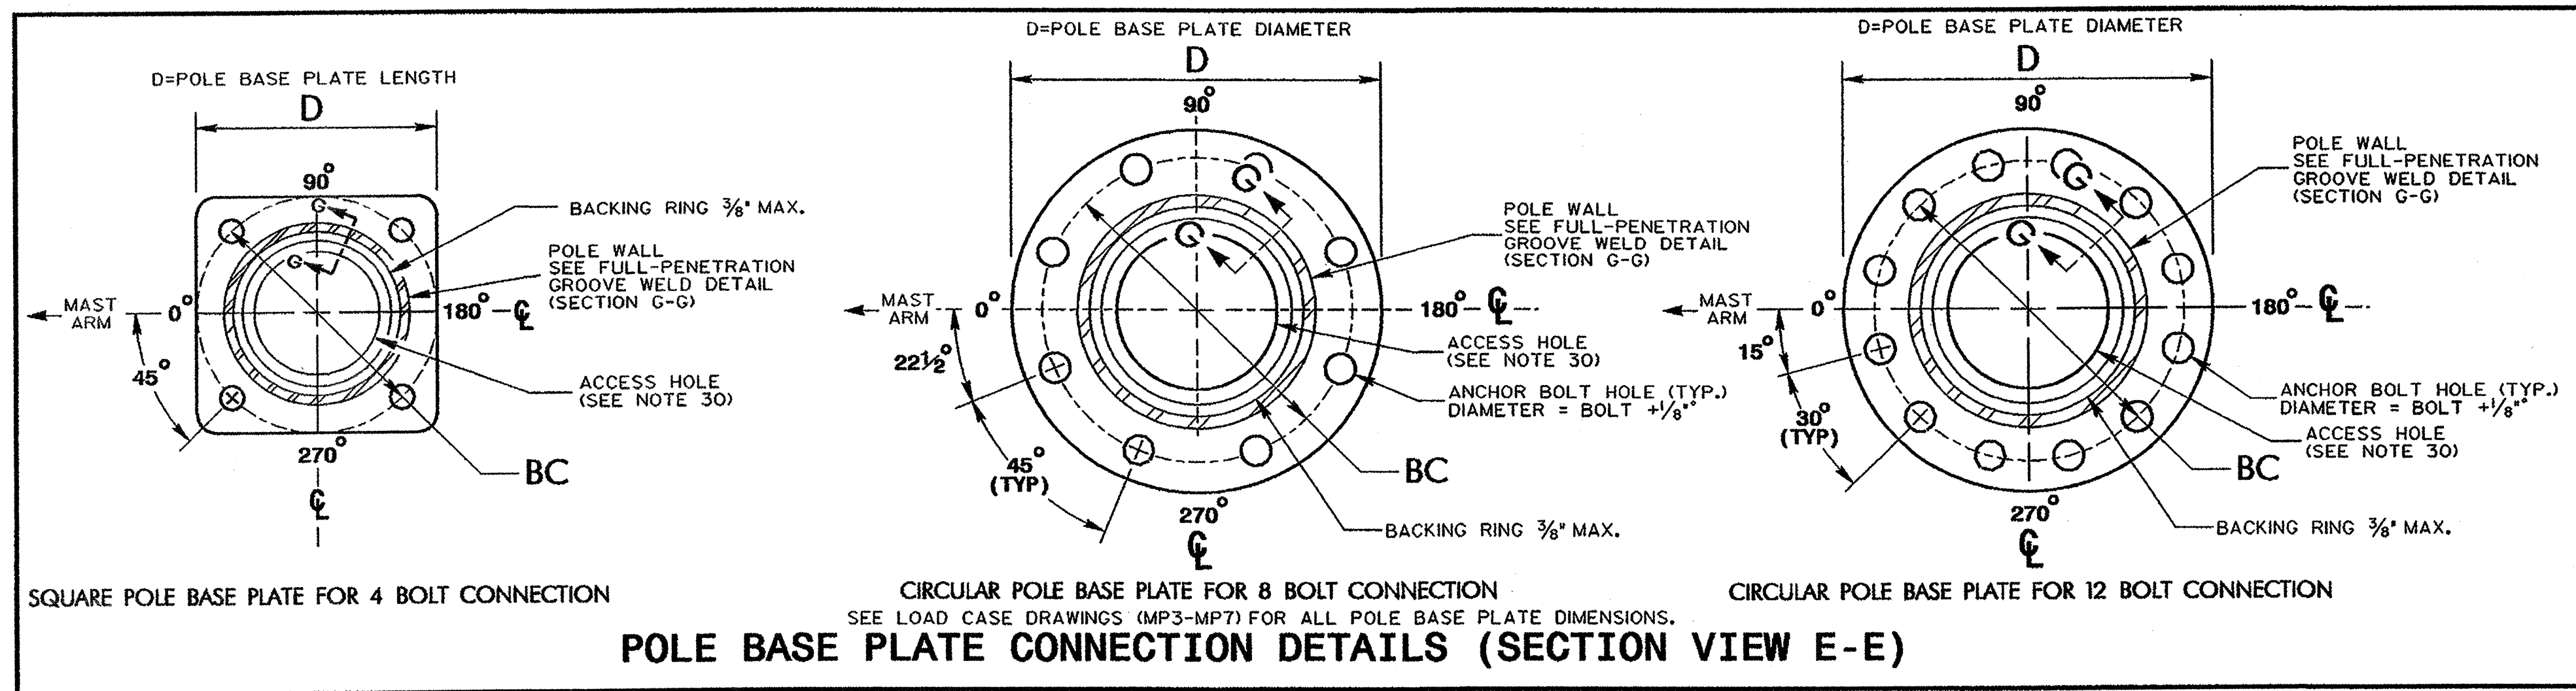 D=POLE BASE PLATE LENGTH
D
90°
G
G
BACKING RING 3/8" MAX.
POLE WALL
SEE FULL-PENETRATION
GROOVE WELD DETAIL
(SECTION G-G)
MAST
ARM
0°
180°
℄
45°
ACCESS HOLE
(SEE NOTE 30)
270°
BC
℄
SQUARE POLE BASE PLATE FOR 4 BOLT CONNECTION
D=POLE BASE PLATE DIAMETER
D
90°
G
G
POLE WALL
SEE FULL-PENETRATION
GROOVE WELD DETAIL
(SECTION G-G)
MAST
ARM
0°
180°
℄
22½°
ACCESS HOLE
(SEE NOTE 30)
ANCHOR BOLT HOLE (TYP.)
DIAMETER = BOLT +1/8"°
45°
(TYP)
BC
270°
℄
BACKING RING 3/8" MAX.
CIRCULAR POLE BASE PLATE FOR 8 BOLT CONNECTION
D=POLE BASE PLATE DIAMETER
D
90°
G
G
POLE WALL
SEE FULL-PENETRATION
GROOVE WELD DETAIL
(SECTION G-G)
MAST
ARM
0°
180°
℄
15°
ANCHOR BOLT HOLE (TYP.)
DIAMETER = BOLT +1/8"°
30°
(TYP)
ACCESS HOLE
(SEE NOTE 30)
BC
270°
℄
BACKING RING 3/8" MAX.
CIRCULAR POLE BASE PLATE FOR 12 BOLT CONNECTION
SEE LOAD CASE DRAWINGS (MP3-MP7) FOR ALL POLE BASE PLATE DIMENSIONS.
POLE BASE PLATE CONNECTION DETAILS (SECTION VIEW E-E)